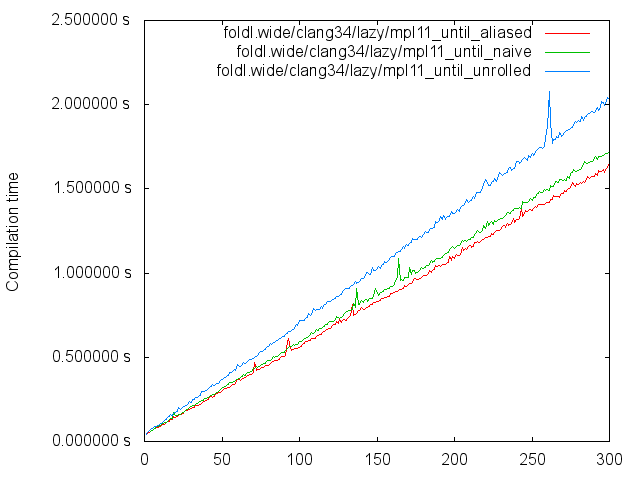 2.500000 s
foldl.wide/clang34/lazy/mpl11_until_aliased
foldl.wide/clang34/lazy/mpl11_until_naive
foldl.wide/clang34/lazy/mpl11_until_unrolled
2.000000 s
1.500000 s
Compilation time
1.000000 s
0.500000 s
0.000000 s
0 50 100 150 200 250 300